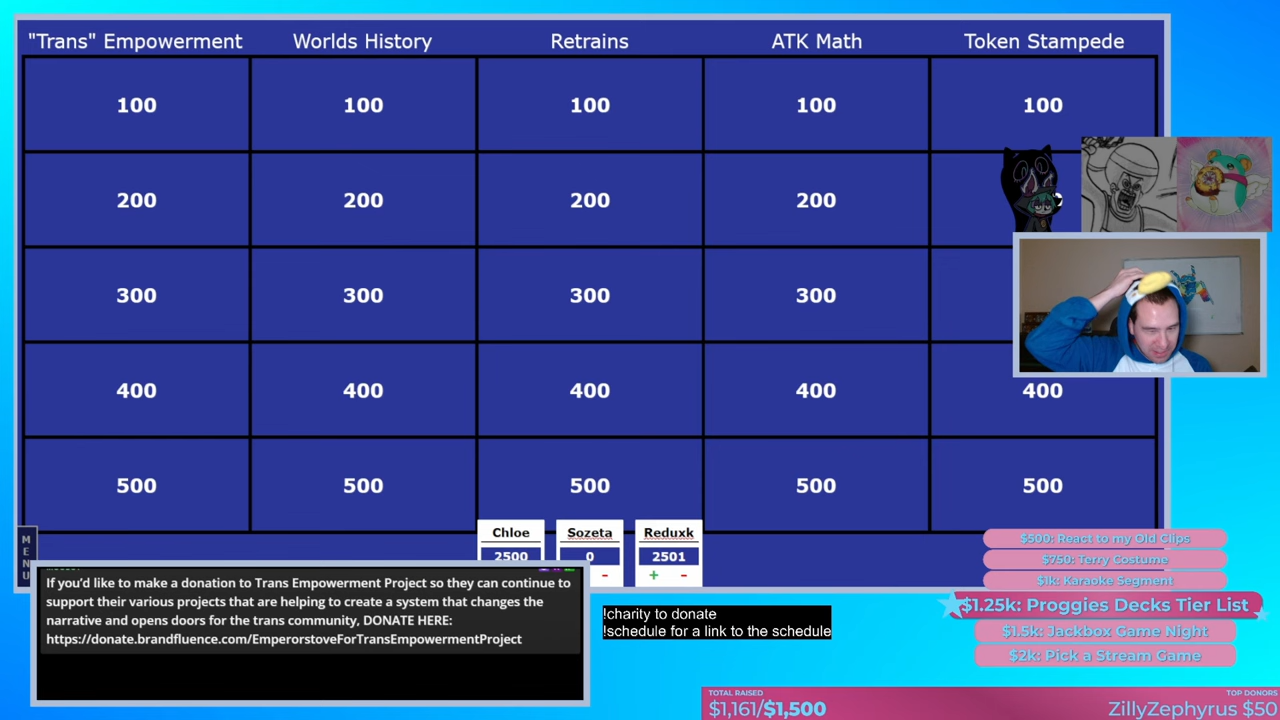 "Trans" Empowerment Worlds History Retrains ATK Math Token Stampede
100 100 100 100 100
200 200 200 200
300 300 300 300
400 400 400 400 400
500 500 500 500 500
Chloe Sozeta Reduxk
2500 0 2501
- + -
MENU
If you'd like to make a donation to Trans Empowerment Project so they can continue to
support their various projects that are helping to create a system that changes the
narrative and opens doors for the trans community, DONATE HERE:
https://donate.brandfluence.com/EmperorstoveForTransEmpowermentProject
!charity to donate
!schedule for a link to the schedule
$500: React to my Old Clips
$750: Terry Costume
$1k: Karaoke Segment
$1.25k: Proggies Decks Tier List
$1.5k: Jackbox Game Night
$2k: Pick a Stream Game
TOTAL RAISED TOP DONORS
$1,161/$1,500 ZillyZephyrus $50